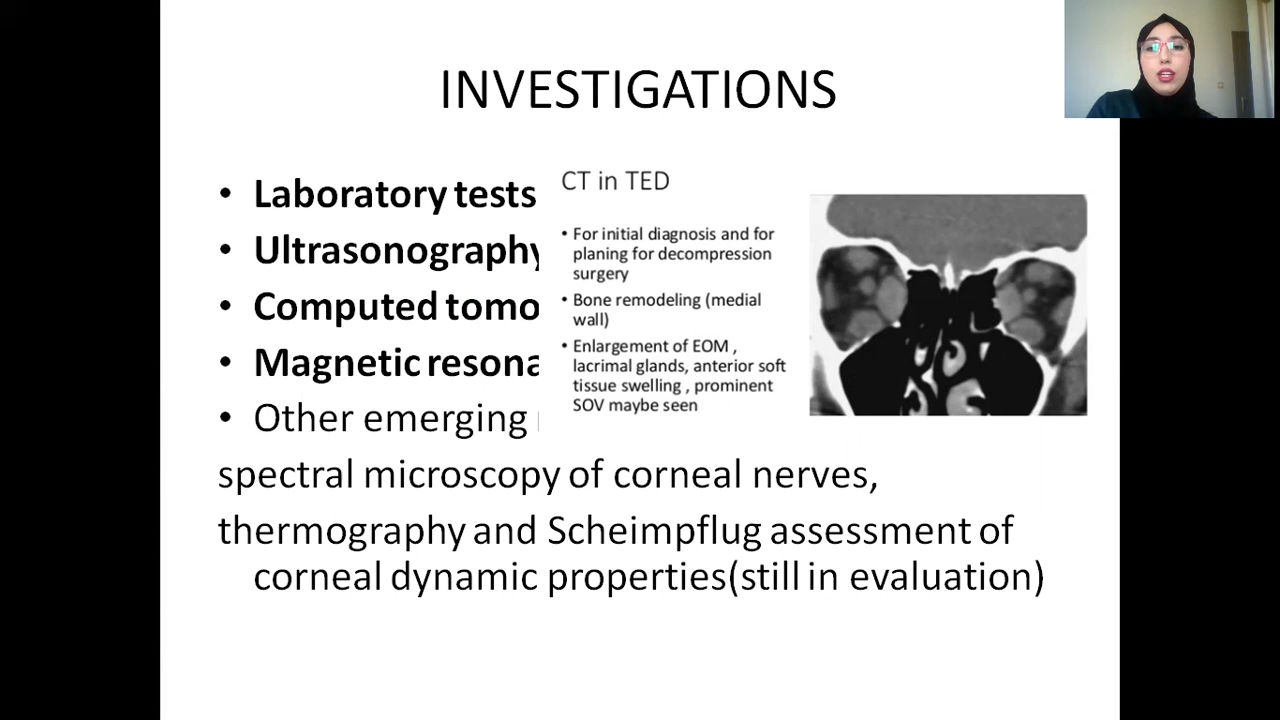 INVESTIGATIONS
• Laboratory tests
• Ultrasonography
• Computed tomo
• Magnetic resona
• Other emerging
spectral microscopy of corneal nerves,
thermography and Scheimpflug assessment of
corneal dynamic properties(still in evaluation)
CT in TED
• For initial diagnosis and for
planing for decompression
surgery
• Bone remodeling (medial
wall)
• Enlargement of EOM ,
lacrimal glands, anterior soft
tissue swelling , prominent
SOV maybe seen